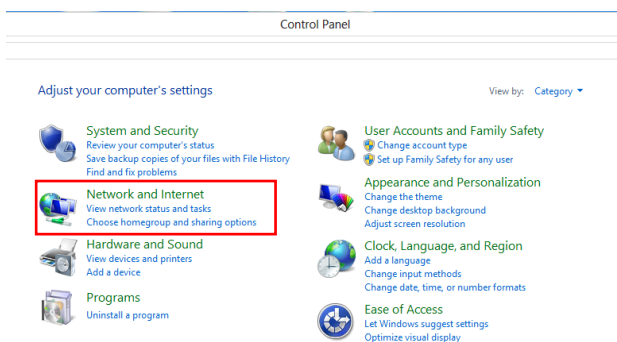 Control Panel
Adjust your computer's settings
View by: Category
System and Security
Review your computer's status
Save backup copies of your files with File History
Find and fix problems
Network and Internet
View network status and tasks
Choose homegroup and sharing options
Hardware and Sound
View devices and printers
Add a device
Programs
Uninstall a program
User Accounts and Family Safety
Change account type
Set up Family Safety for any user
Appearance and Personalization
Change the theme
Change desktop background
Adjust screen resolution
Clock, Language, and Region
Add a language
Change input methods
Change date, time, or number formats
Ease of Access
Let Windows suggest settings
Optimize visual display